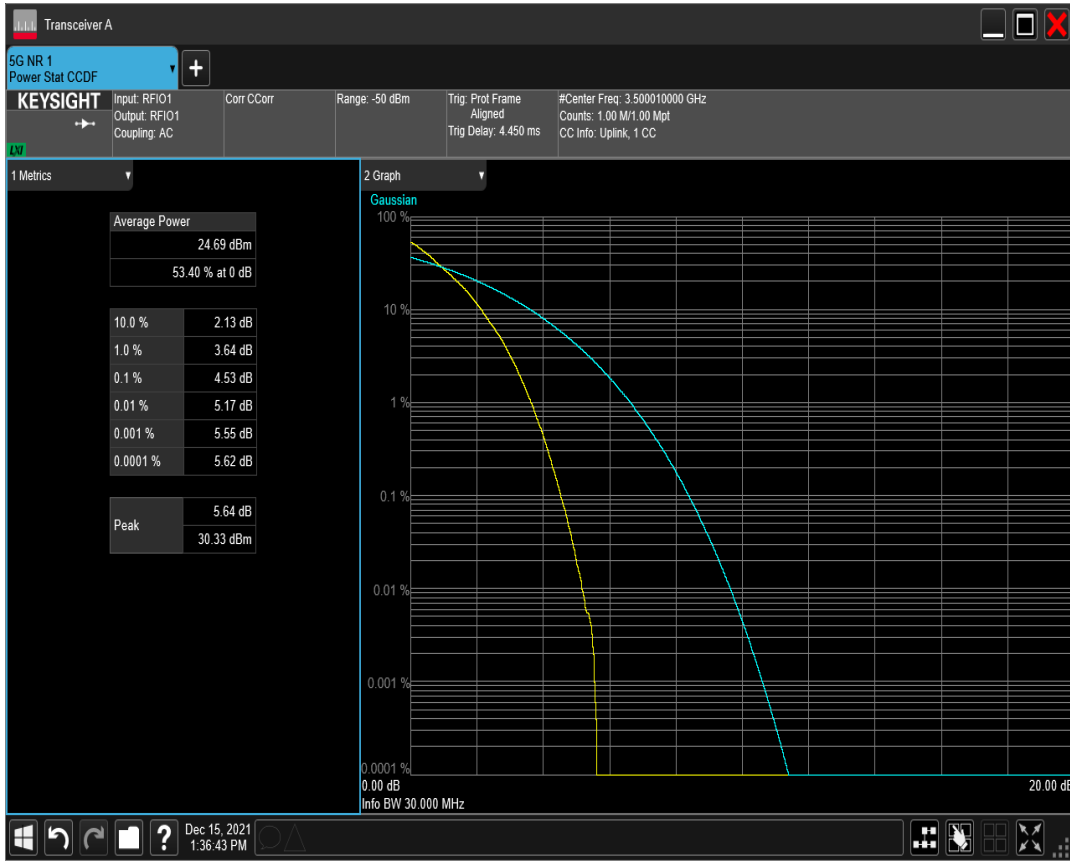 Transceiver A
5G NR 1
Power Stat CCDF
KEYSIGHT
LXI
Input: RFIO1
Output: RFIO1
Coupling: AC
Corr CCorr
Range: -50 dBm
Trig: Prot Frame
Aligned
Trig Delay: 4.450 ms
#Center Freq: 3.500010000 GHz
Counts: 1.00 M/1.00 Mpt
CC Info: Uplink, 1 CC
1 Metrics
Average Power
24.69 dBm
53.40 % at 0 dB
10.0 % 2.13 dB
1.0 % 3.64 dB
0.1 % 4.53 dB
0.01 % 5.17 dB
0.001 % 5.55 dB
0.0001 % 5.62 dB
Peak 5.64 dB
30.33 dBm
2 Graph
Gaussian
100 %
10 %
1 %
0.1 %
0.01 %
0.001 %
0.0001 %
0.00 dB 20.00 dB
Info BW 30.000 MHz
? Dec 15, 2021
1:36:43 PM